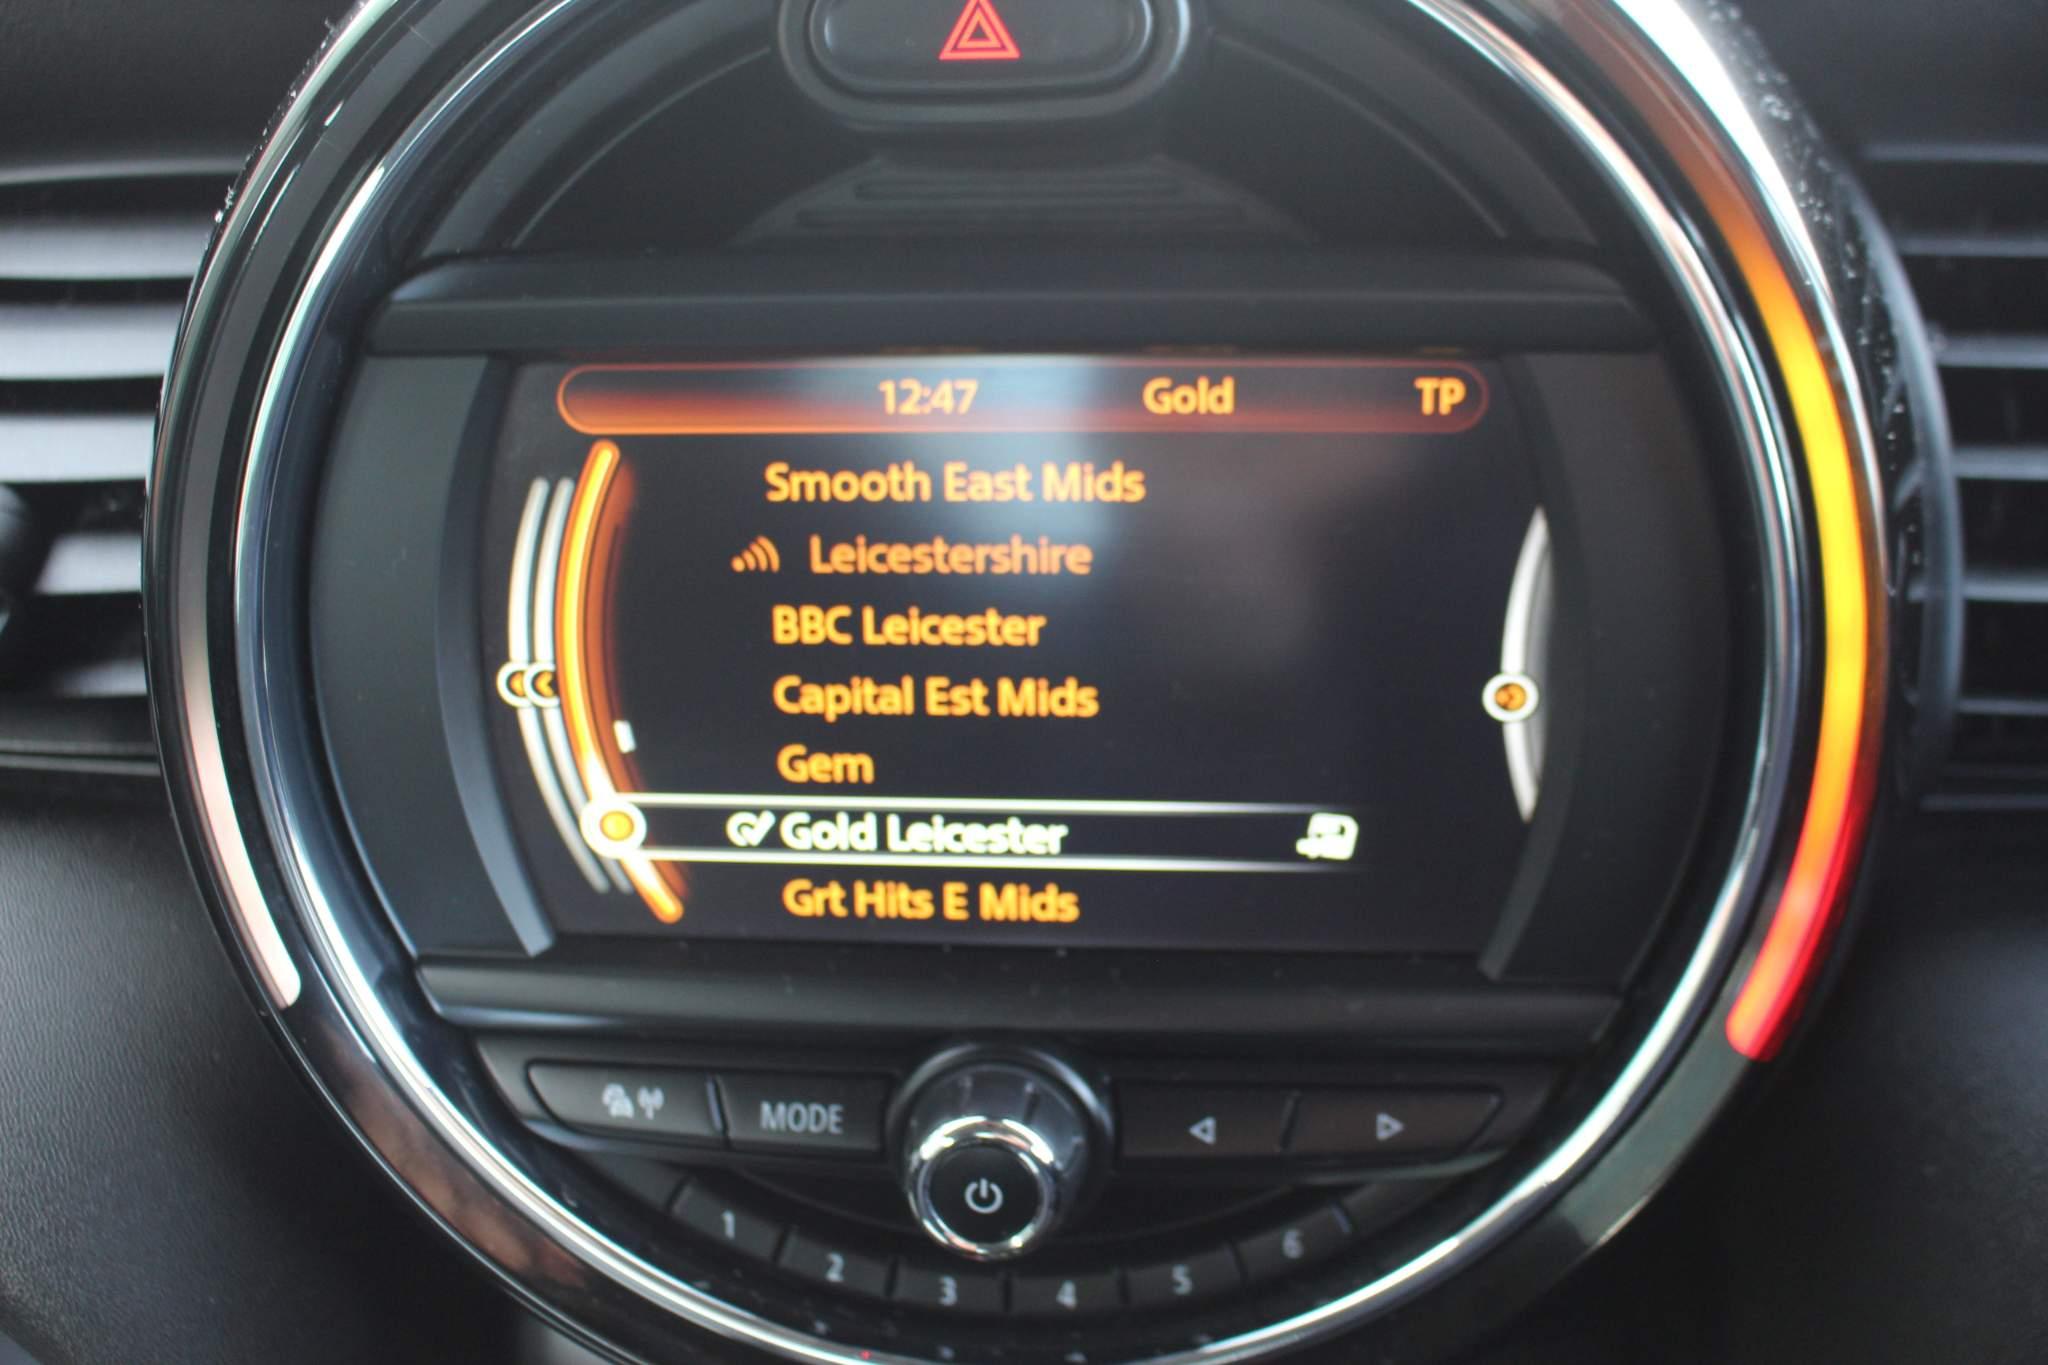 12:47 Gold TP
Smooth East Mids
Leicestershire
BBC Leicester
Capital Est Mids
Gem
Gold Leicester
Grt Hits E Mids
MODE
1 2 3 4 5 6